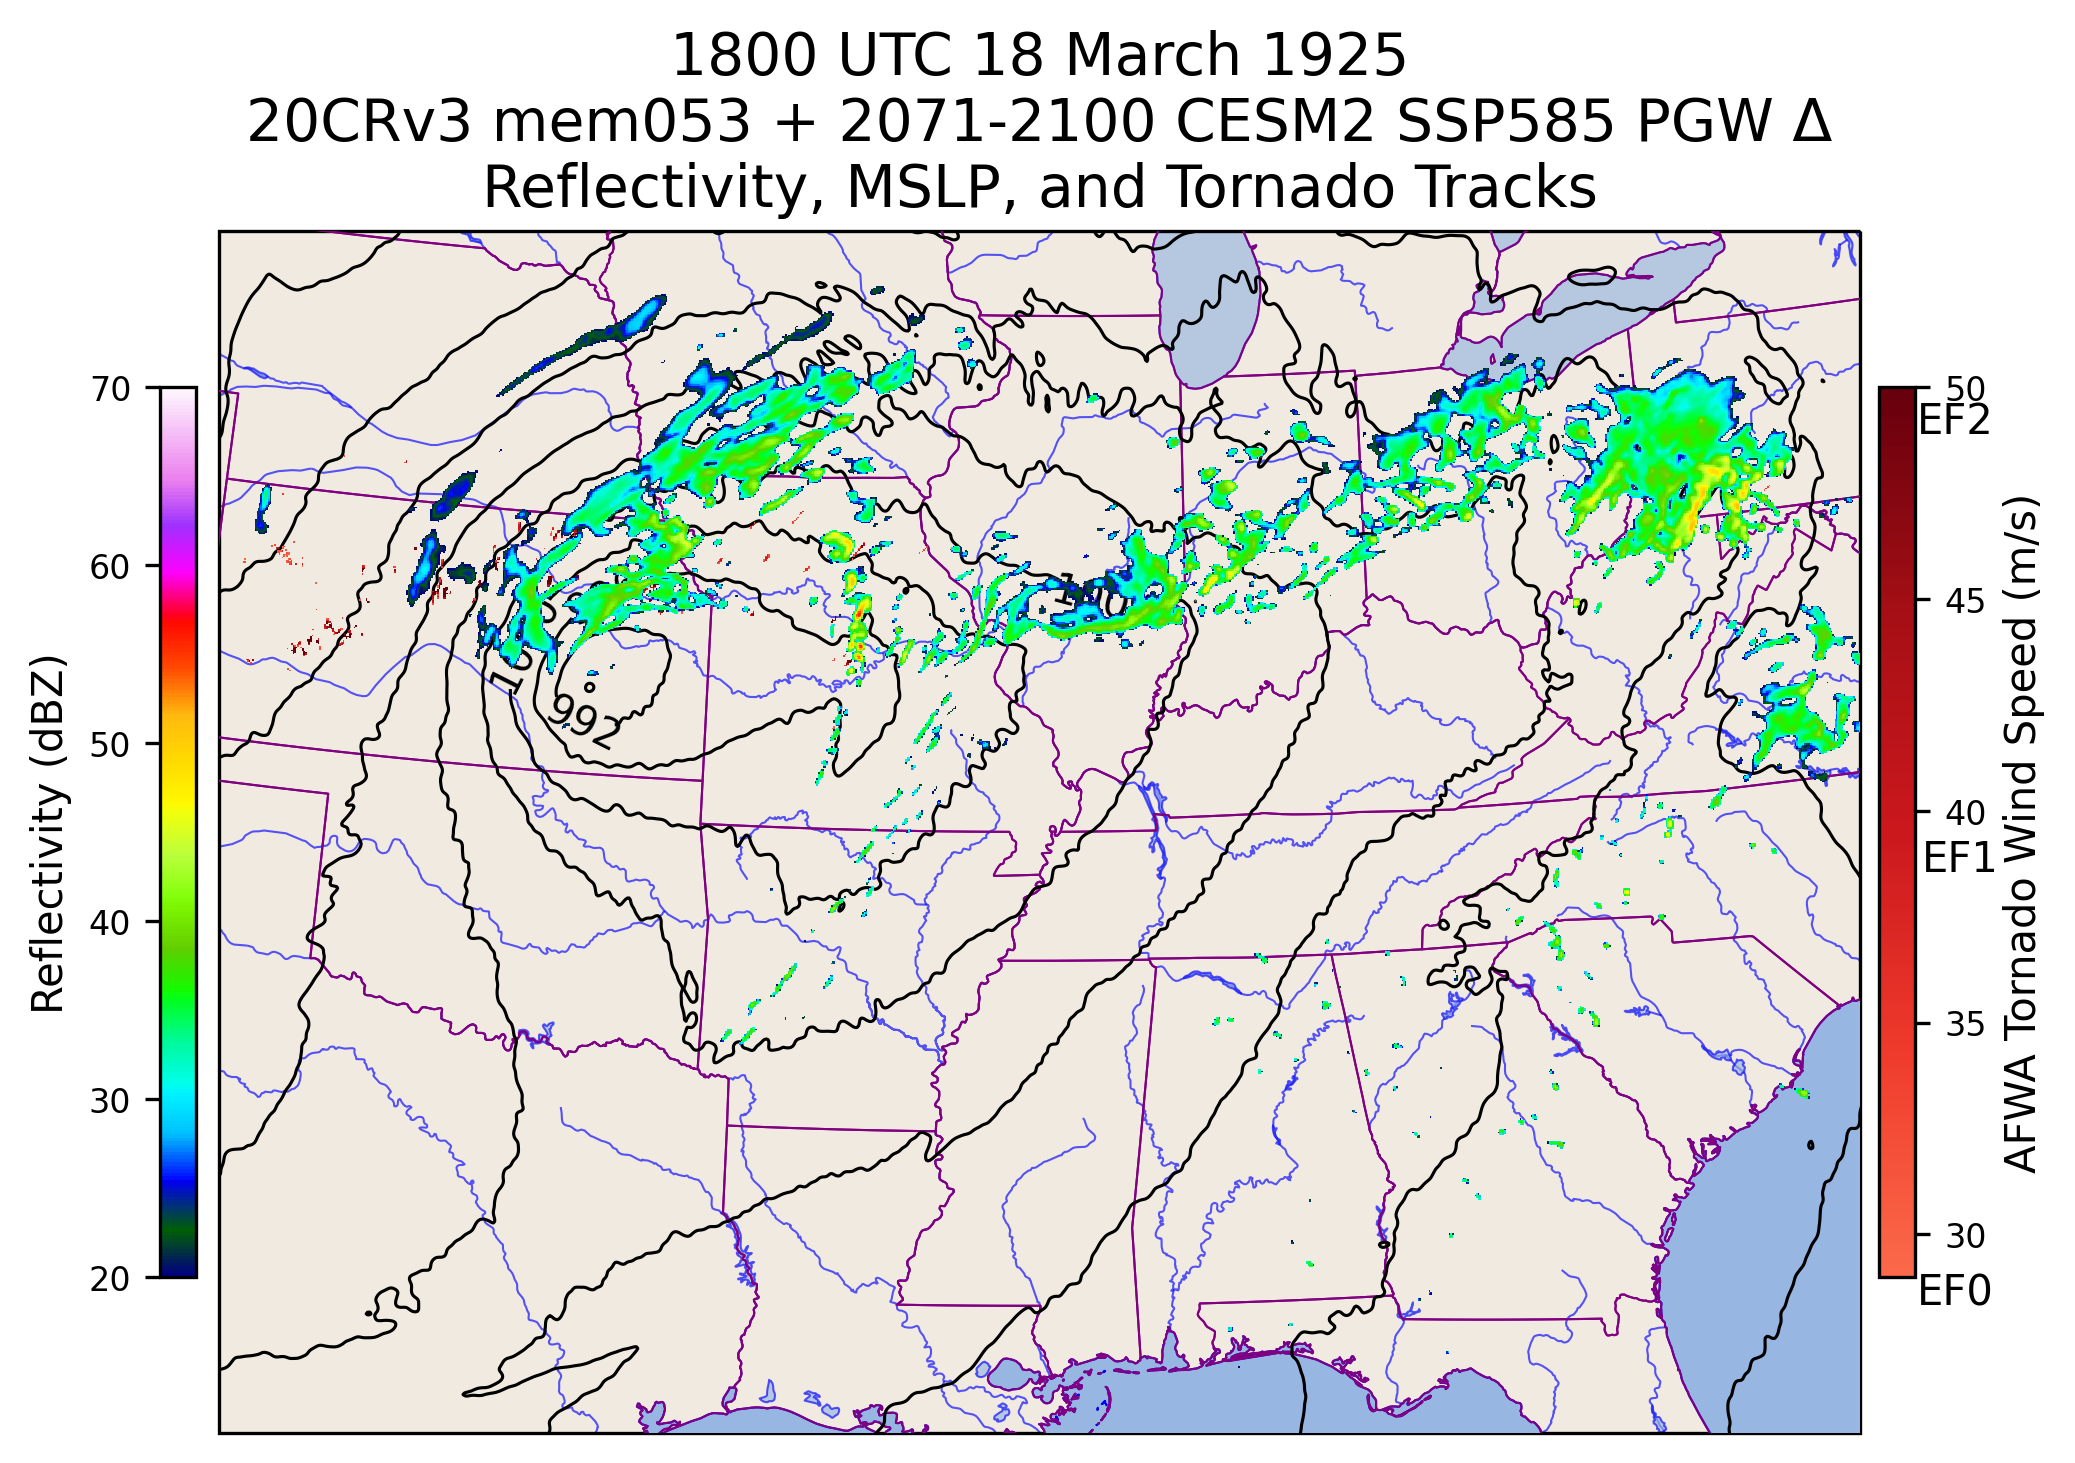 1800 UTC 18 March 1925
20CRv3 mem053 + 2071-2100 CESM2 SSP585 PGW Δ
Reflectivity, MSLP, and Tornado Tracks
Reflectivity (dBZ)
70
60
50
40
30
20
992
50
EF2
45
40
EF1
35
30
EF0
AFWA Tornado Wind Speed (m/s)